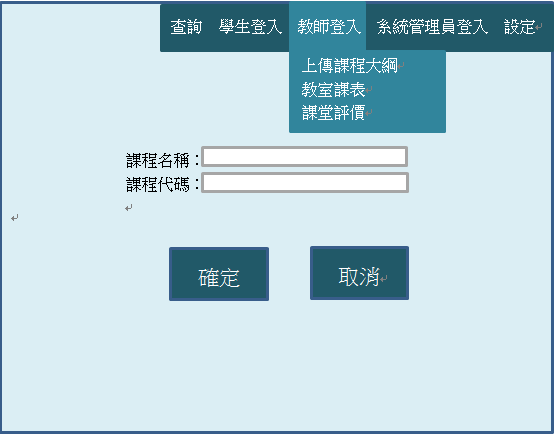 查詢 學生登入 教師登入 系統管理員登入 設定
上傳課程大綱
教室課表
課堂評價
課程名稱：
課程代碼：
確定 取消